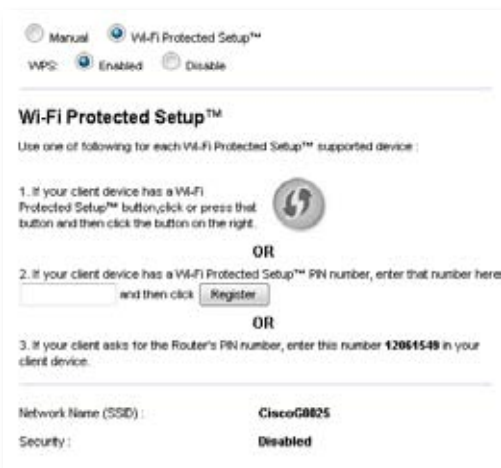 Manual Wi-Fi Protected Setup™
WPS: Enabled Disable
Wi-Fi Protected Setup™
Use one of following for each Wi-Fi Protected Setup™ supported device :
1. If your client device has a Wi-Fi
Protected Setup™ button,click or press that
button and then click the button on the right.
OR
2. If your client device has a Wi-Fi Protected Setup™ PIN number, enter that number here
and then click Register
OR
3. If your client asks for the Router's PIN number, enter this number 12061549 in your
client device.
Network Name (SSID) : CiscoG0025
Security : Disabled